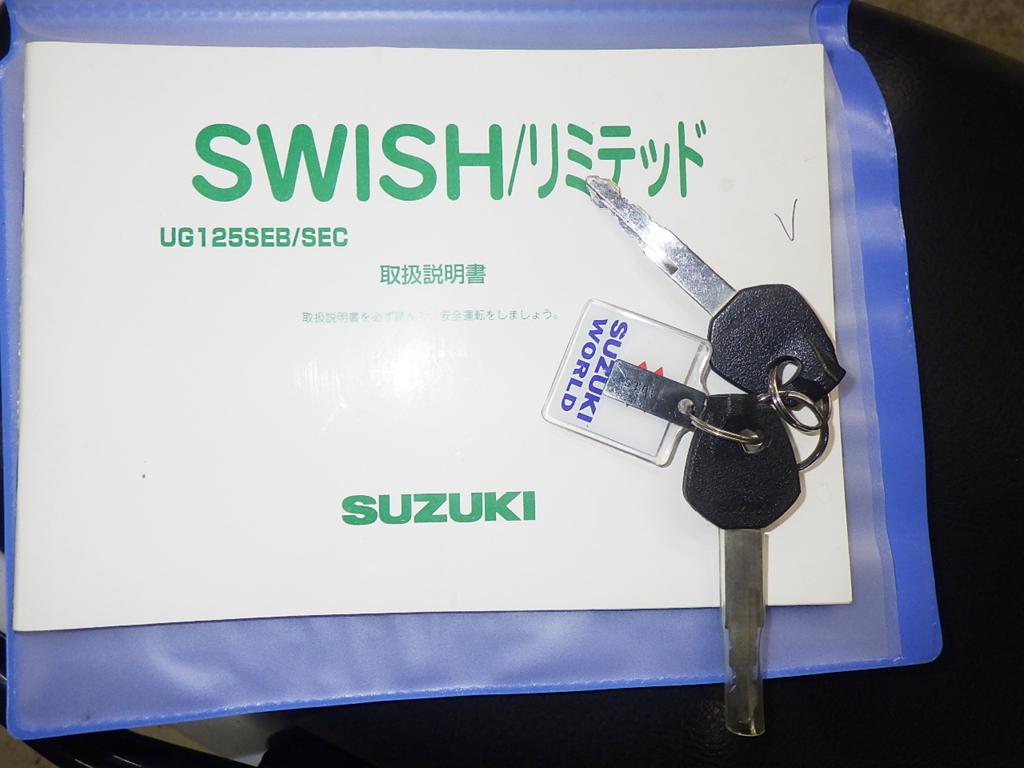 SWISH/リミテッド
UG125SEB/SEC
取扱説明書
取扱説明書を必ず読んで、安全運転をしましょう。
SUZUKI
WORLD
SUZUKI